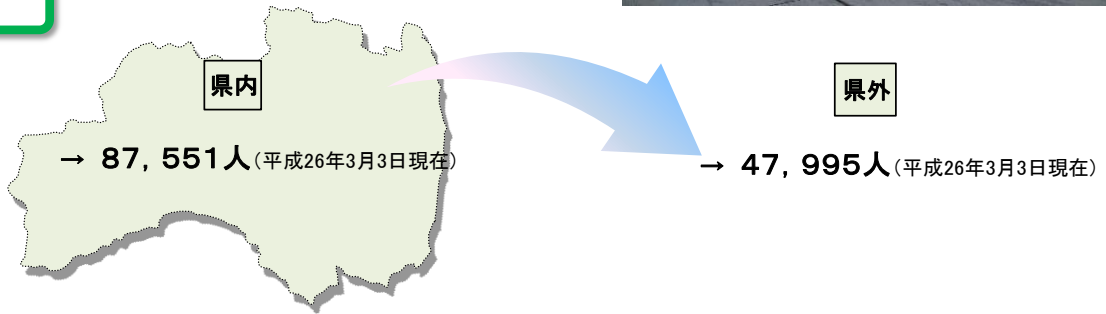 県内
→ 87,551人(平成26年3月3日現在)
県外
→ 47,995人(平成26年3月3日現在)